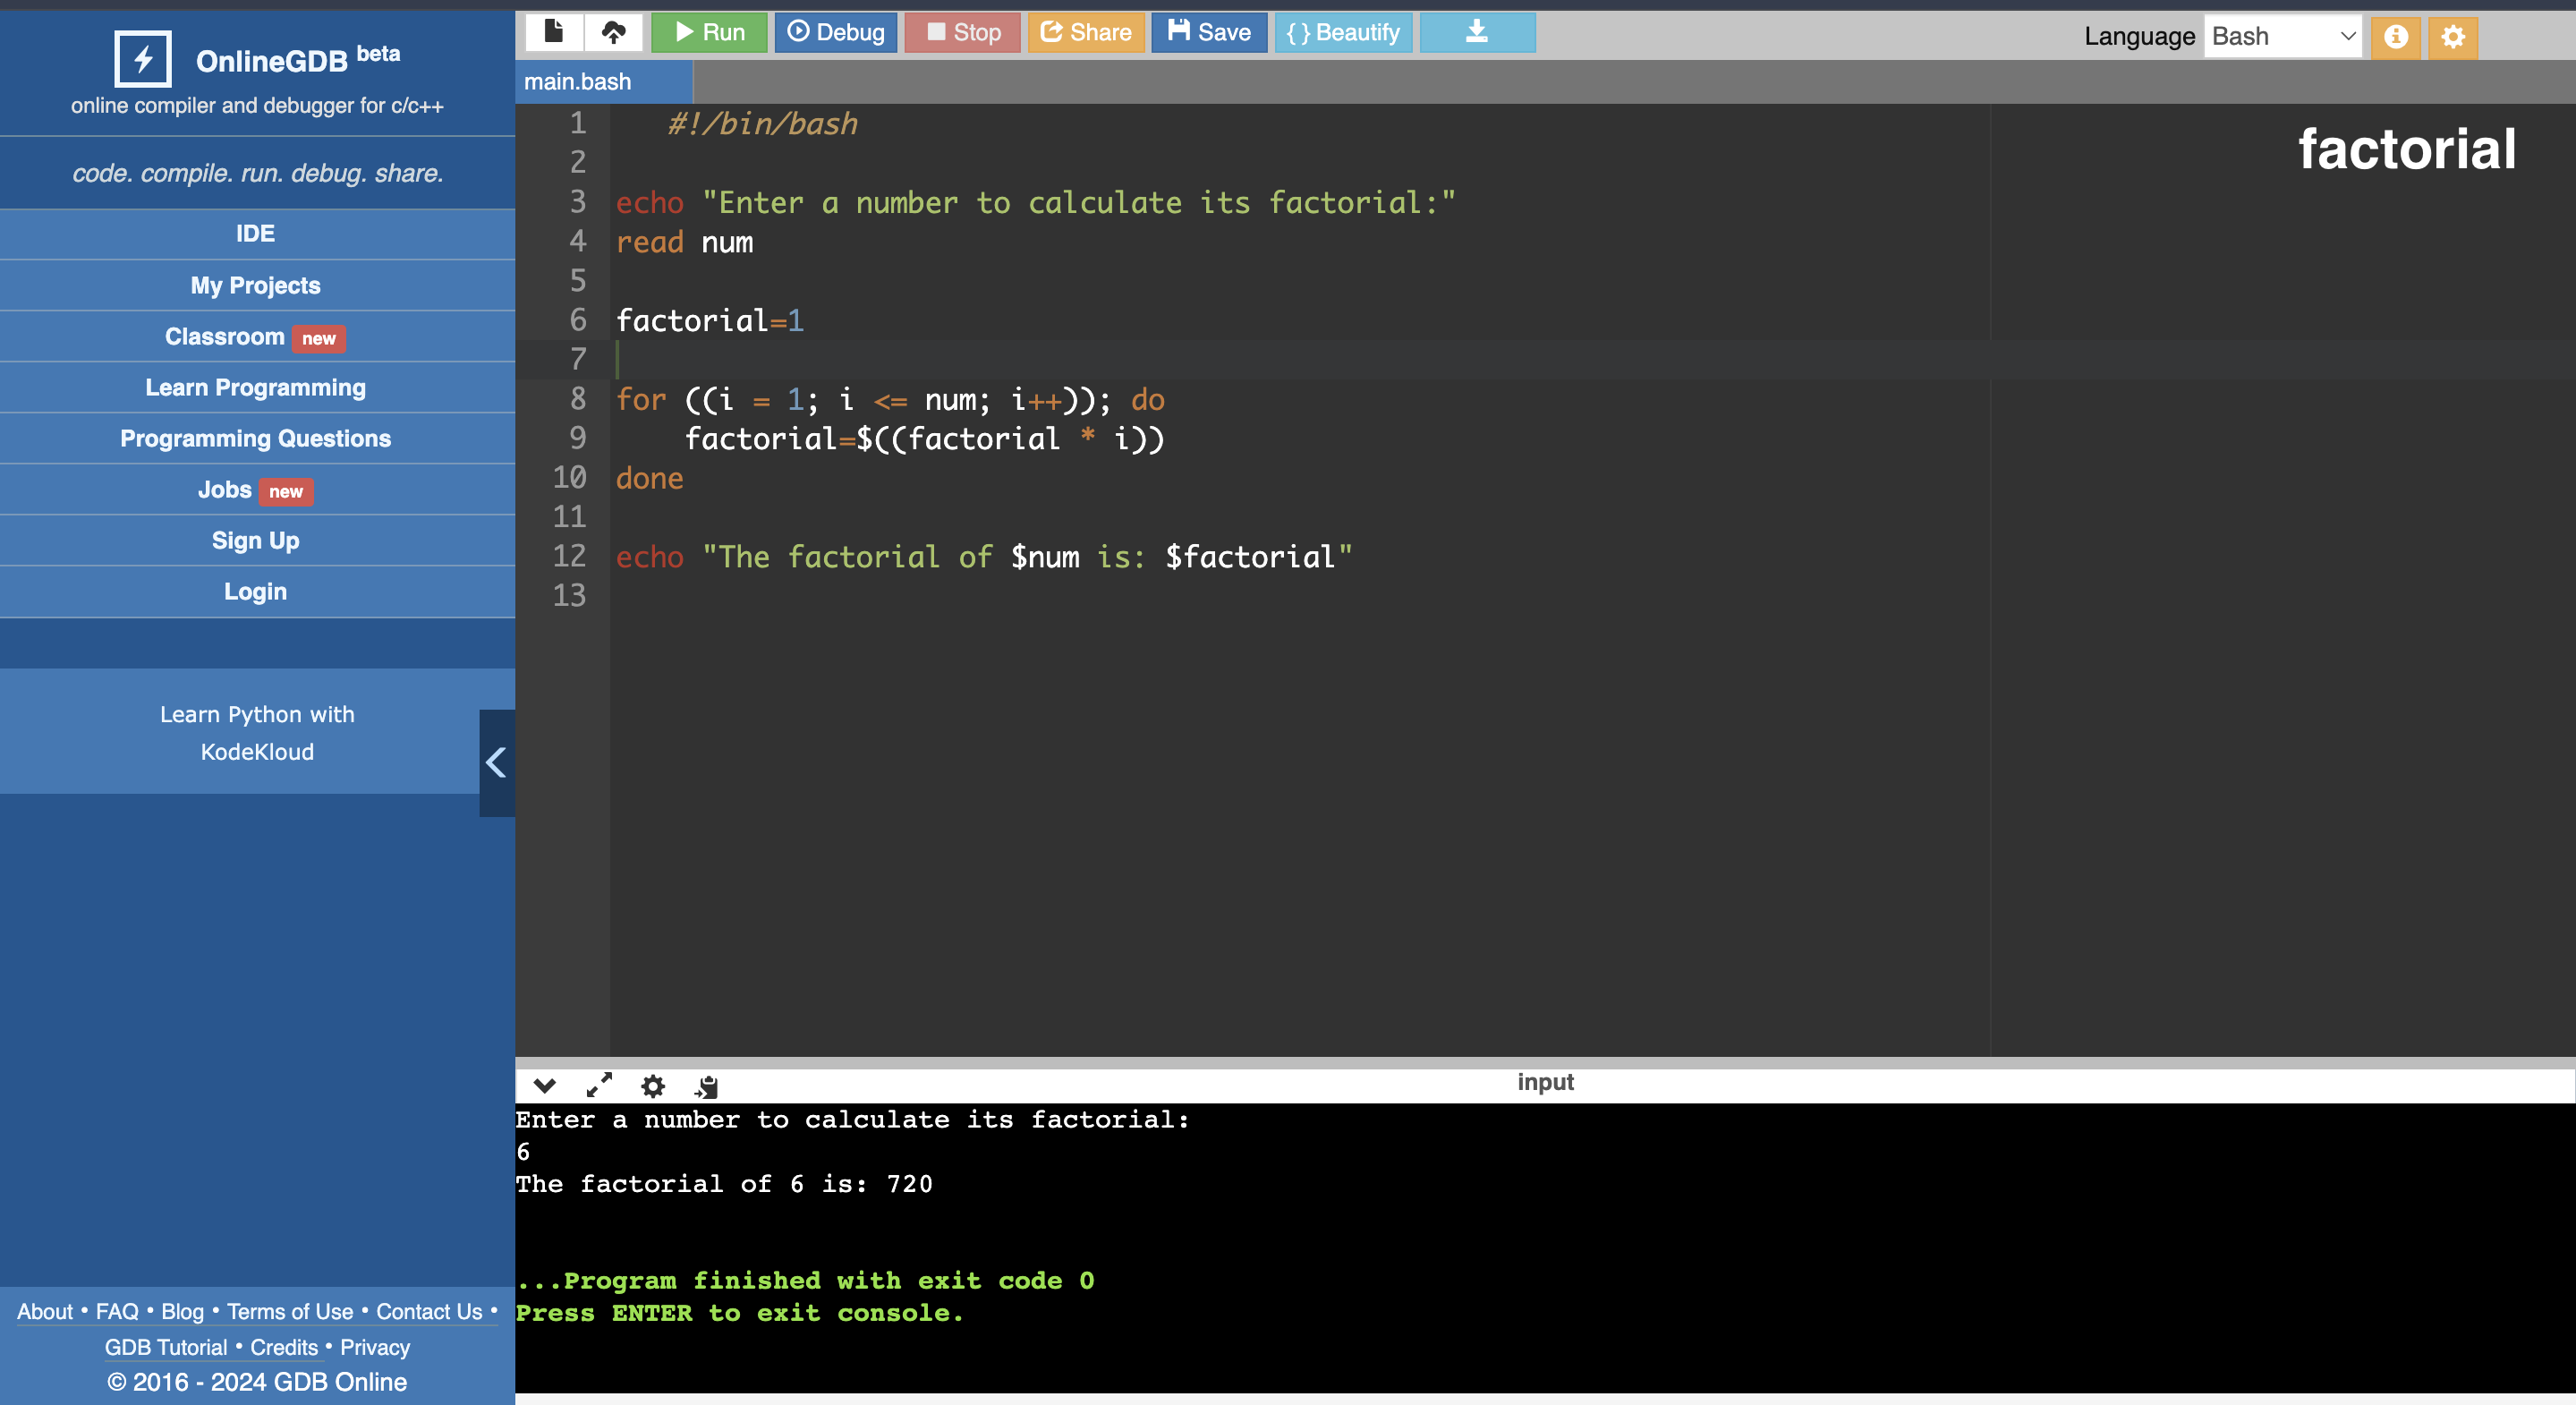 OnlineGDB beta
online compiler and debugger for c/c++
code. compile. run. debug. share.
IDE
My Projects
Classroom new
Learn Programming
Programming Questions
Jobs new
Sign Up
Login
Learn Python with
KodeKloud
About • FAQ • Blog • Terms of Use • Contact Us •
GDB Tutorial • Credits • Privacy
© 2016 - 2024 GDB Online
Run Debug Stop Share Save { } Beautify
Language Bash
main.bash
factorial
1 #!/bin/bash
2
3 echo "Enter a number to calculate its factorial:"
4 read num
5
6 factorial=1
7
8 for ((i = 1; i <= num; i++)); do
9 factorial=$((factorial * i))
10 done
11
12 echo "The factorial of $num is: $factorial"
13
input
Enter a number to calculate its factorial:
6
The factorial of 6 is: 720
...Program finished with exit code 0
Press ENTER to exit console.